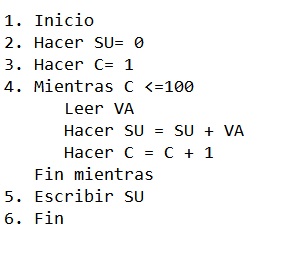 1. Inicio
2. Hacer SU= 0
3. Hacer C= 1
4. Mientras C <=100
Leer VA
Hacer SU = SU + VA
Hacer C = C + 1
Fin mientras
5. Escribir SU
6. Fin